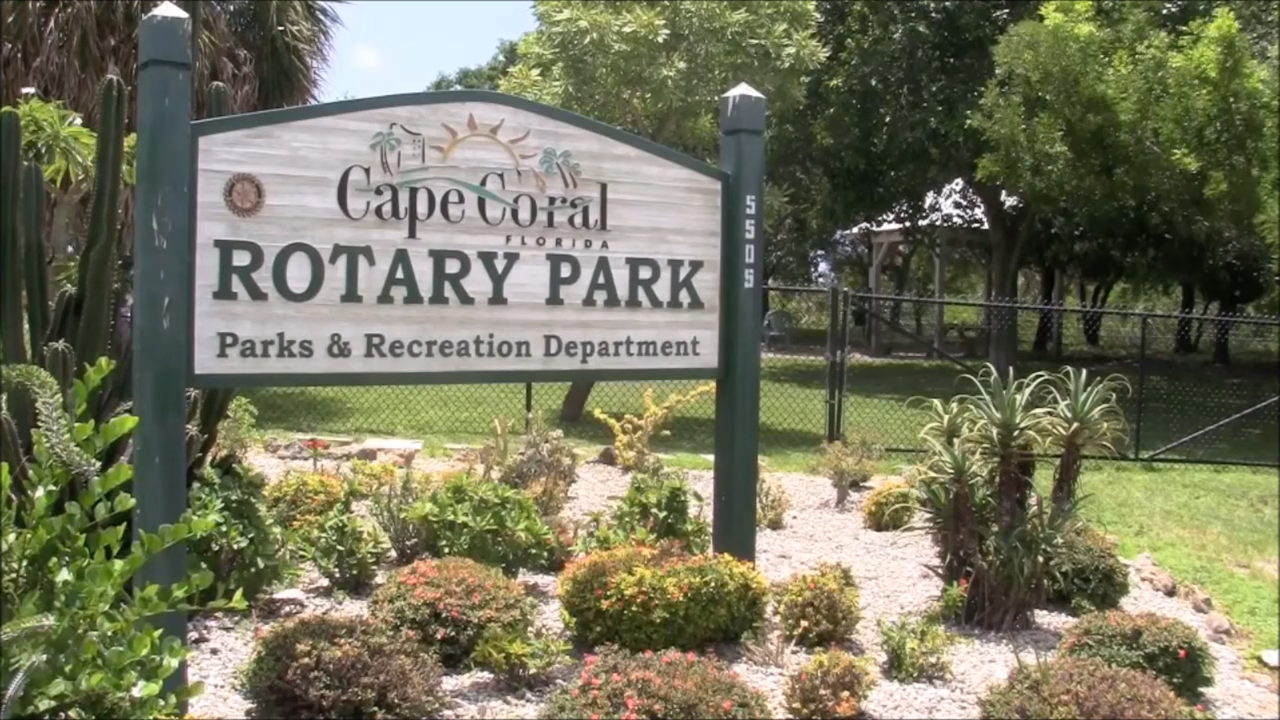 Cape Coral
FLORIDA
ROTARY PARK
Parks & Recreation Department
5505